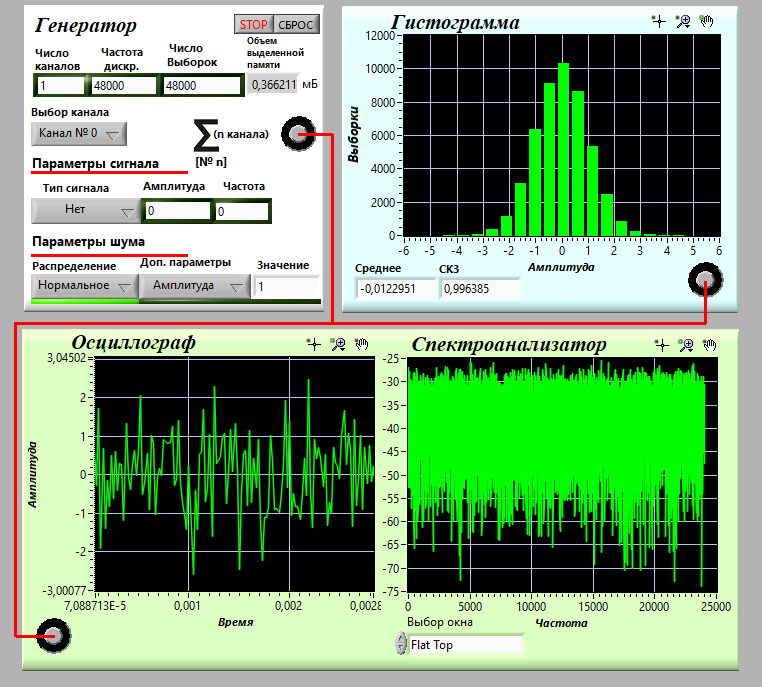 Генератор
STOP СБРОС
Число каналов
Частота дискр.
Число Выборок
Объем выделенной памяти
1
48000
48000
0,366211 мБ
Выбор канала
Канал № 0
∑ (n канала)
[№ n]
Параметры сигнала
Тип сигнала Амплитуда Частота
Нет 0 0
Параметры шума
Распределение Доп. параметры Значение
Нормальное Амплитуда 1
Гистограмма
Выборки
12000
10000
8000
6000
4000
2000
0
-6 -5 -4 -3 -2 -1 0 1 2 3 4 5 6
Амплитуда
Среднее СКЗ
-0,0122951 0,996385
Осциллограф
Амплитуда
3,04502
2
1
0
-1
-2
-3,00077
7,088713E-5 0,001 0,002 0,0028
Время
Спектроанализатор
-25
-30
-35
-40
-45
-50
-55
-60
-65
-70
-75
0 5000 10000 15000 20000 25000
Выбор окна Частота
Flat Top